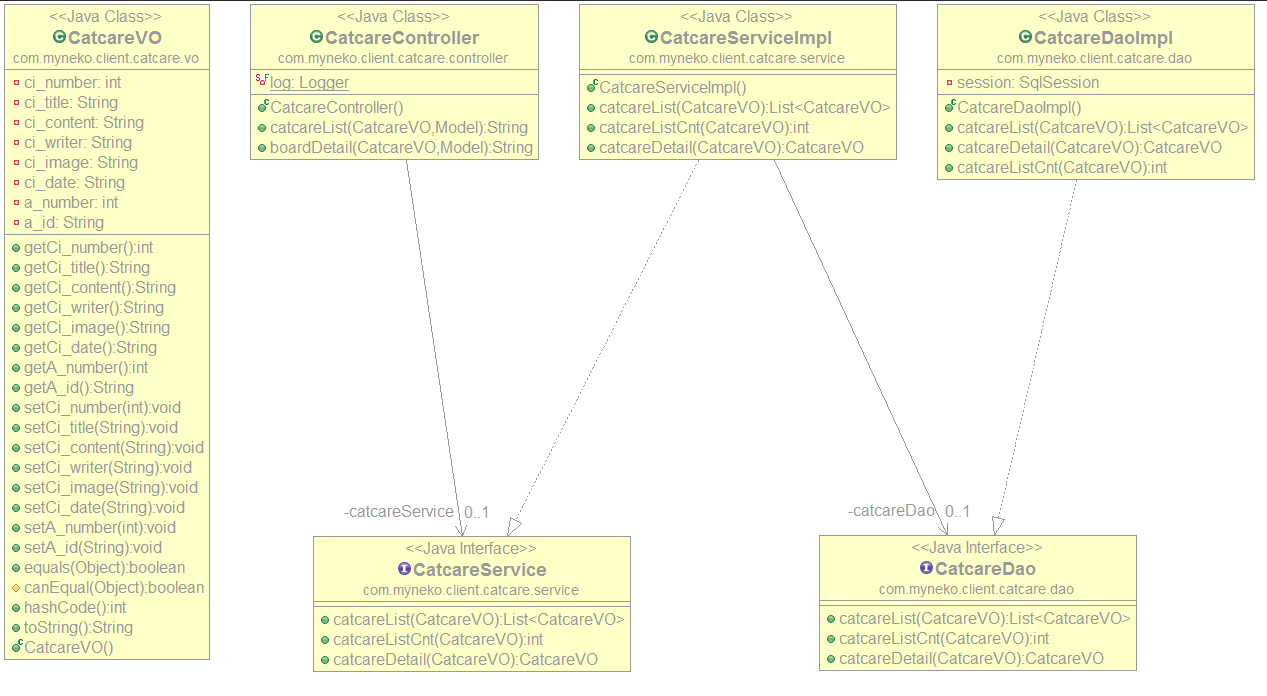 <<Java Class>>
CatcareVO
com.myneko.client.catcare.vo
ci_number: int
ci_title: String
ci_content: String
ci_writer: String
ci_image: String
ci_date: String
a_number: int
a_id: String
getCi_number():int
getCi_title():String
getCi_content():String
getCi_writer():String
getCi_image():String
getCi_date():String
getA_number():int
getA_id():String
setCi_number(int):void
setCi_title(String):void
setCi_content(String):void
setCi_writer(String):void
setCi_image(String):void
setCi_date(String):void
setA_number(int):void
setA_id(String):void
equals(Object):boolean
canEqual(Object):boolean
hashCode():int
toString():String
CatcareVO()
<<Java Class>>
CatcareController
com.myneko.client.catcare.controller
log: Logger
CatcareController()
catcareList(CatcareVO,Model):String
boardDetail(CatcareVO,Model):String
<<Java Class>>
CatcareServiceImpl
com.myneko.client.catcare.service
CatcareServiceImpl()
catcareList(CatcareVO):List<CatcareVO>
catcareListCnt(CatcareVO):int
catcareDetail(CatcareVO):CatcareVO
<<Java Class>>
CatcareDaoImpl
com.myneko.client.catcare.dao
session: SqlSession
CatcareDaoImpl()
catcareList(CatcareVO):List<CatcareVO>
catcareDetail(CatcareVO):CatcareVO
catcareListCnt(CatcareVO):int
-catcareService 0..1
-catcareDao 0..1
<<Java Interface>>
CatcareService
com.myneko.client.catcare.service
catcareList(CatcareVO):List<CatcareVO>
catcareListCnt(CatcareVO):int
catcareDetail(CatcareVO):CatcareVO
<<Java Interface>>
CatcareDao
com.myneko.client.catcare.dao
catcareList(CatcareVO):List<CatcareVO>
catcareListCnt(CatcareVO):int
catcareDetail(CatcareVO):CatcareVO